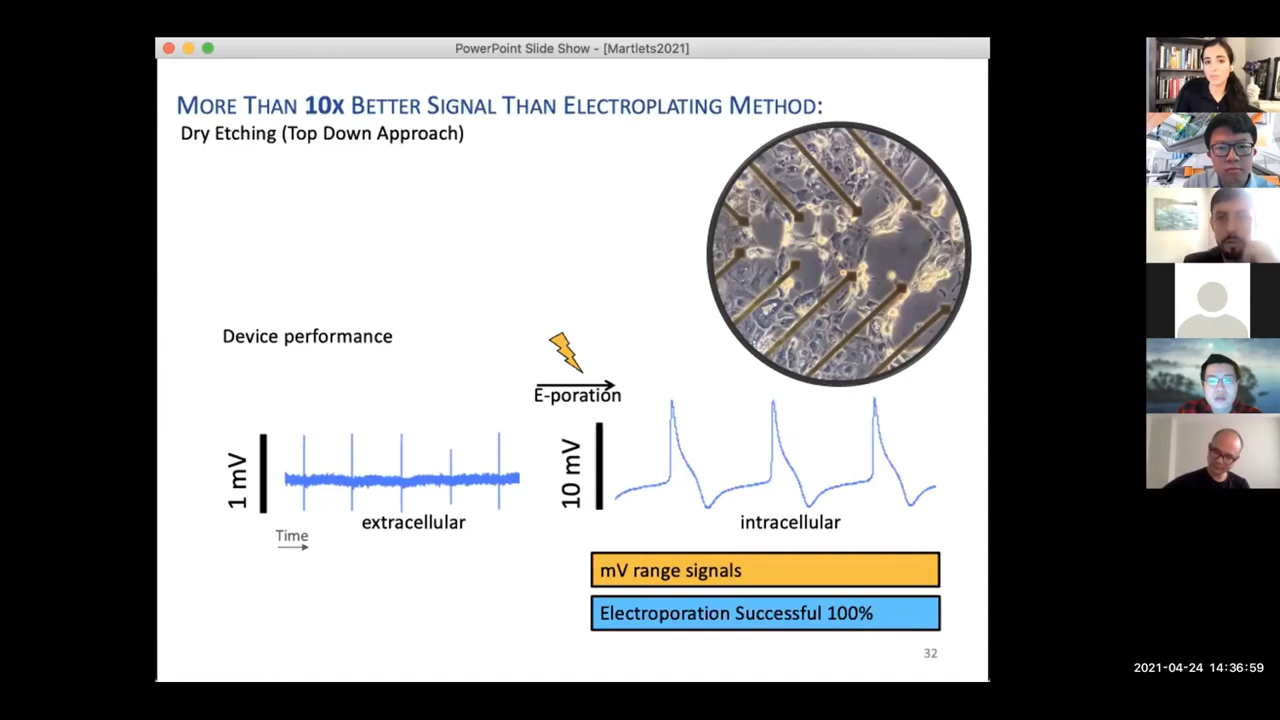 PowerPoint Slide Show - [Martlets2021]
MORE THAN 10x BETTER SIGNAL THAN ELECTROPLATING METHOD:
Dry Etching (Top Down Approach)
Device performance
E-poration
1 mV
10 mV
extracellular
intracellular
Time
mV range signals
Electroporation Successful 100%
32
2021-04-24 14:36:59